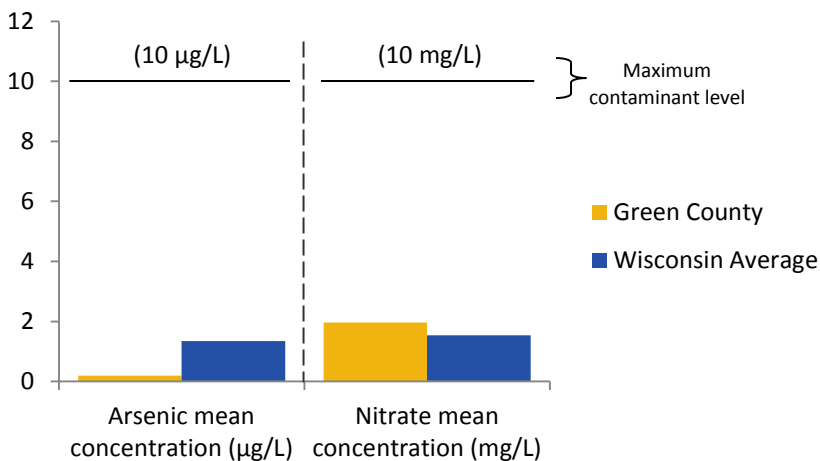 12
10
8
6
4
2
0
(10 µg/L)
(10 mg/L)
Maximum
contaminant level
Green County
Wisconsin Average
Arsenic mean
concentration (µg/L)
Nitrate mean
concentration (mg/L)